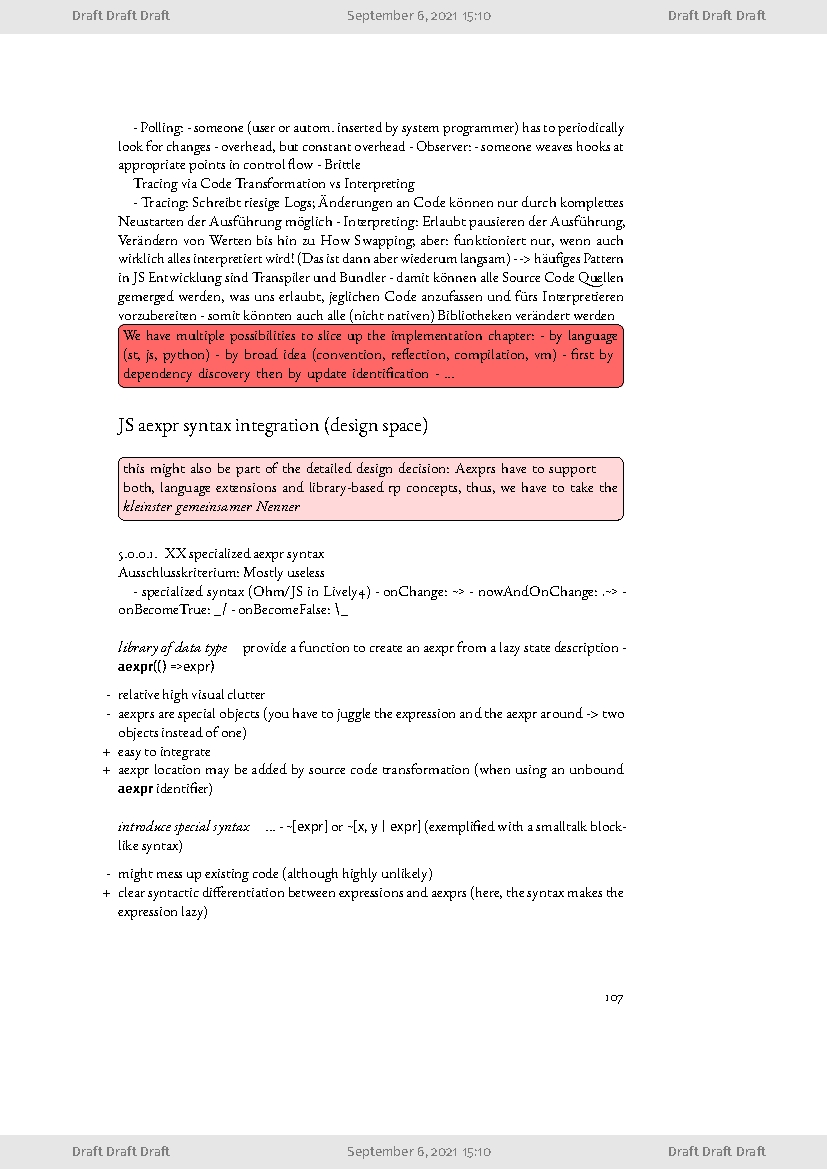 Draft Draft Draft September 6, 2021 15:10 Draft Draft Draft
- Polling: - someone (user or autom. inserted by system programmer) has to periodically
look for changes - overhead, but constant overhead - Observer: - someone weaves hooks at
appropriate points in control flow - Brittle
Tracing via Code Transformation vs Interpreting
- Tracing: Schreibt riesige Logs; Änderungen an Code können nur durch komplettes
Neustarten der Ausführung möglich - Interpreting: Erlaubt pausieren der Ausführung,
Verändern von Werten bis hin zu How Swapping; aber: funktioniert nur, wenn auch
wirklich alles interpretiert wird! (Das ist dann aber wiederum langsam) --> häufiges Pattern
in JS Entwicklung sind Transpiler und Bundler - damit können alle Source Code Quellen
gemerged werden, was uns erlaubt, jeglichen Code anzufassen und fürs Interpretieren
vorzubereiten - somit könnten auch alle (nicht nativen) Bibliotheken verändert werden
We have multiple possibilities to slice up the implementation chapter: - by language
(st, js, python) - by broad idea (convention, reflection, compilation, vm) - first by
dependency discovery then by update identification - ...
JS aexpr syntax integration (design space)
this might also be part of the detailed design decision: Aexprs have to support
both, language extensions and library-based rp concepts, thus, we have to take the
kleinster gemeinsamer Nenner
5.0.0.1. XX specialized aexpr syntax
Ausschlusskriterium: Mostly useless
- specialized syntax (Ohm/JS in Lively4) - onChange: ~> - nowAndOnChange: .~> -
onBecomeTrue: _/ - onBecomeFalse: \_
library of data type provide a function to create an aexpr from a lazy state description -
aexpr(() =>expr)
- relative high visual clutter
- aexprs are special objects (you have to juggle the expression and the aexpr around -> two
objects instead of one)
+ easy to integrate
+ aexpr location may be added by source code transformation (when using an unbound
aexpr identifier)
introduce special syntax ... - ~[expr] or ~[x, y | expr] (exemplified with a smalltalk block-
like syntax)
- might mess up existing code (although highly unlikely)
+ clear syntactic differentiation between expressions and aexprs (here, the syntax makes the
expression lazy)
107
Draft Draft Draft September 6, 2021 15:10 Draft Draft Draft